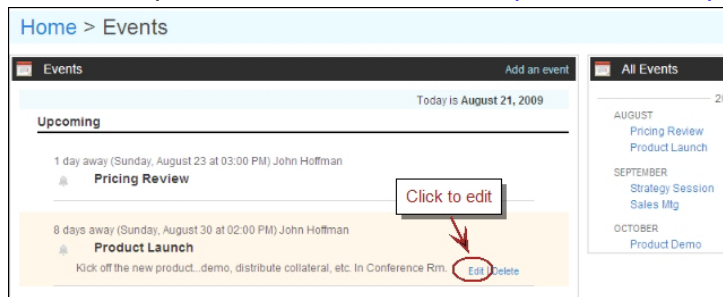 Home > Events
Events
Add an event
Today is August 21, 2009
Upcoming
1 day away (Sunday, August 23 at 03:00 PM) John Hoffman
Pricing Review
Click to edit
8 days away (Sunday, August 30 at 02:00 PM) John Hoffman
Product Launch
Kick off the new product...demo, distribute collateral, etc. In Conference Rm.
Edit | Delete
All Events
AUGUST
Pricing Review
Product Launch
SEPTEMBER
Strategy Session
Sales Mtg
OCTOBER
Product Demo